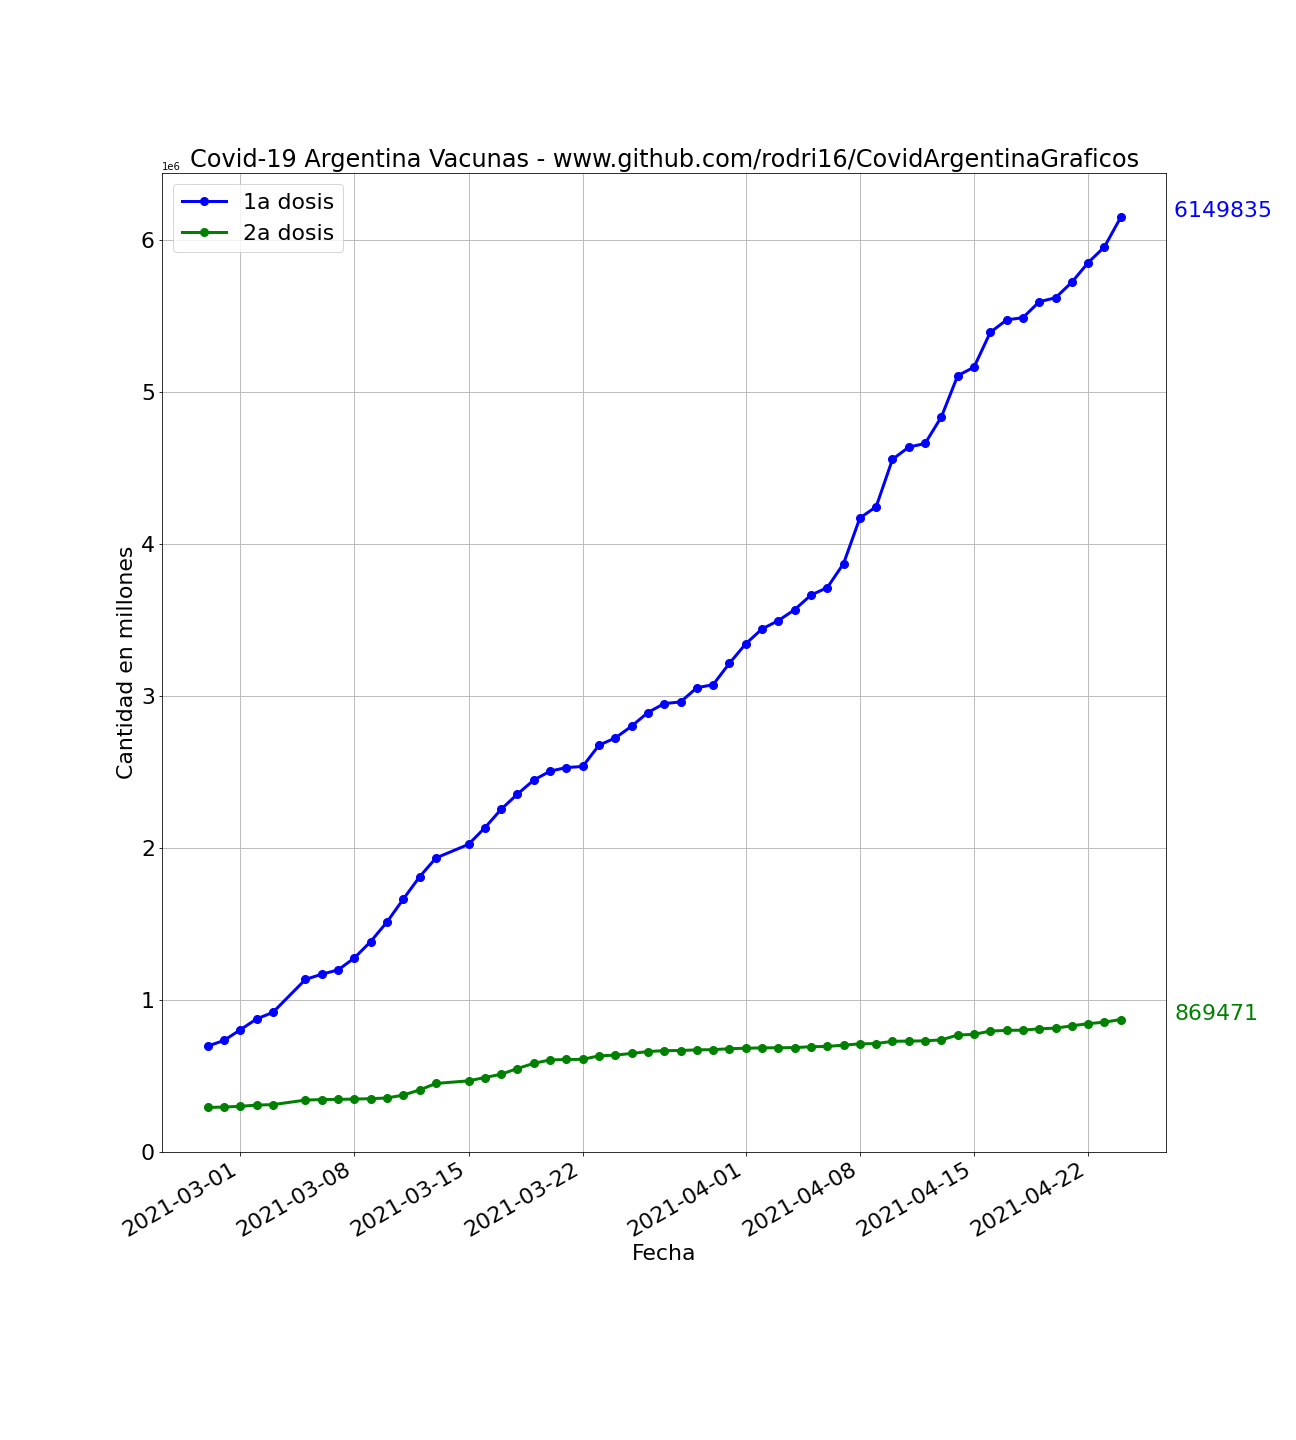 Covid-19 Argentina Vacunas - www.github.com/rodri16/CovidArgentinaGraficos
1e6
1a dosis
2a dosis
6149835
869471
6
5
4
3
2
1
0
Cantidad en millones
2021-03-01
2021-03-08
2021-03-15
2021-03-22
2021-04-01
2021-04-08
2021-04-15
2021-04-22
Fecha